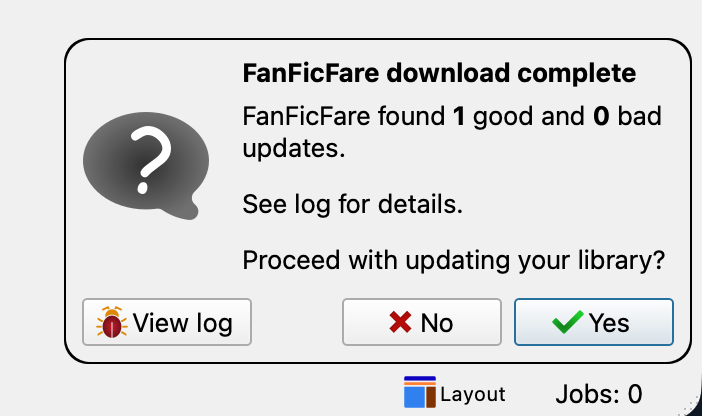 FanFicFare download complete
FanFicFare found 1 good and 0 bad
updates.
See log for details.
Proceed with updating your library?
View log
No
Yes
Layout
Jobs: 0